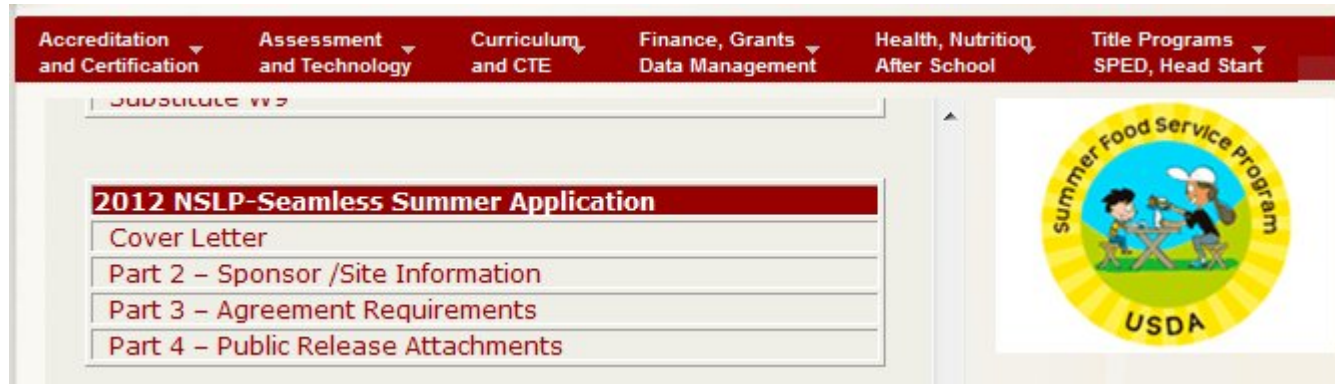 Accreditation
and Certification
Assessment
and Technology
Curriculum
and CTE
Finance, Grants
Data Management
Health, Nutrition
After School
Title Programs
SPED, Head Start
Substitute W9
2012 NSLP-Seamless Summer Application
Cover Letter
Part 2 – Sponsor /Site Information
Part 3 – Agreement Requirements
Part 4 – Public Release Attachments
Summer Food Service Program
USDA